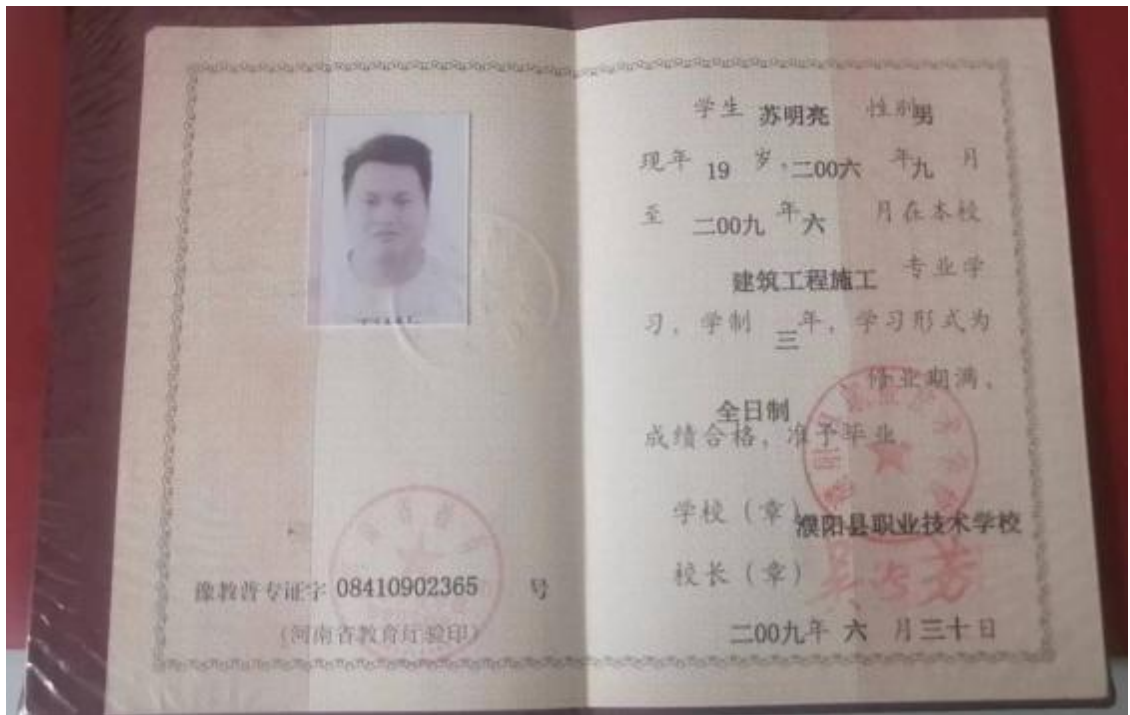 豫教普专证字 08410902365 号
(河南省教育厅验印)
学生 苏明亮 性别男
现年 19 岁，二00六 年九 月
至 二00九 年六 月在本校
建筑工程施工 专业学
习，学制 三年，学习形式为
全日制 修业期满，
成绩合格，准予毕业
学校（章）濮阳县职业技术学校
校长（章）
二00九年 六 月三十日